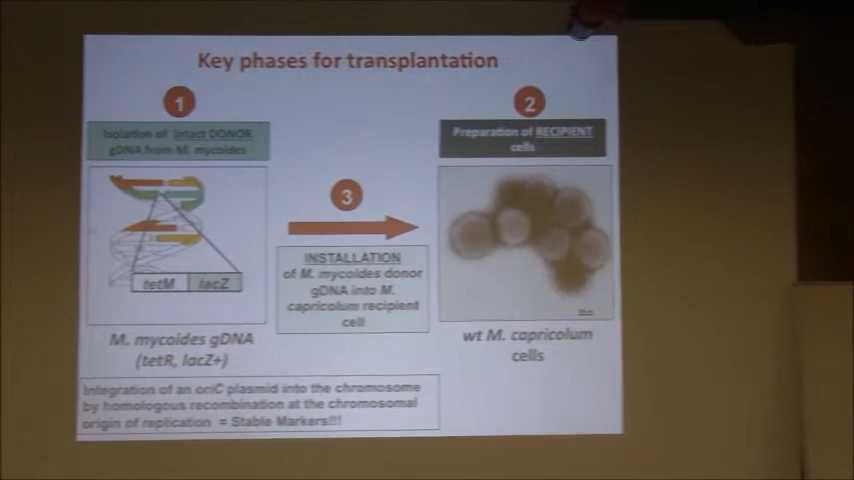 Key phases for transplantation
1
Isolation of intact DONOR
gDNA from M. mycoides
2
Preparation of RECIPIENT
cells
3
INSTALLATION
of M. mycoides donor
gDNA into M.
capricolum recipient
cell
tetM lacZ
M. mycoides gDNA
(tetR, lacZ+)
wt M. capricolum
cells
Integration of an oriC plasmid into the chromosome
by homologous recombination at the chromosomal
origin of replication = Stable Markers!!!